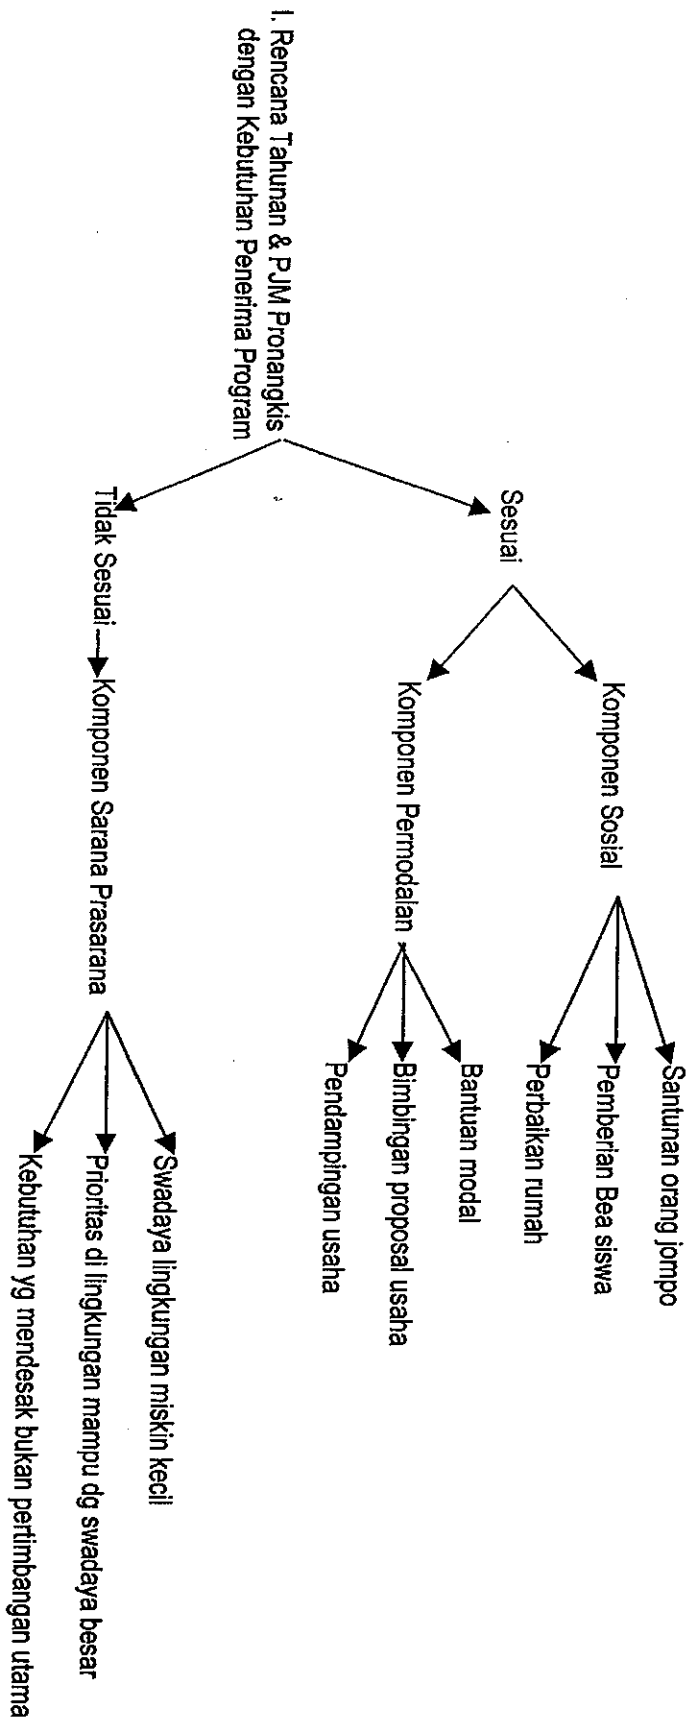 I. Rencana Tahunan & PJM Pronangkis
dengan Kebutuhan Penerima Program
Sesuai
Komponen Sosial
Santunan orang jompo
Pemberian Bea siswa
Perbaikan rumah
Komponen Permodalan
Bantuan modal
Bimbingan proposal usaha
Pendampingan usaha
Tidak Sesuai
Komponen Sarana Prasarana
Swadaya lingkungan miskin kecil
Prioritas di lingkungan mampu dg swadaya besar
Kebutuhan yg mendesak bukan pertimbangan utama